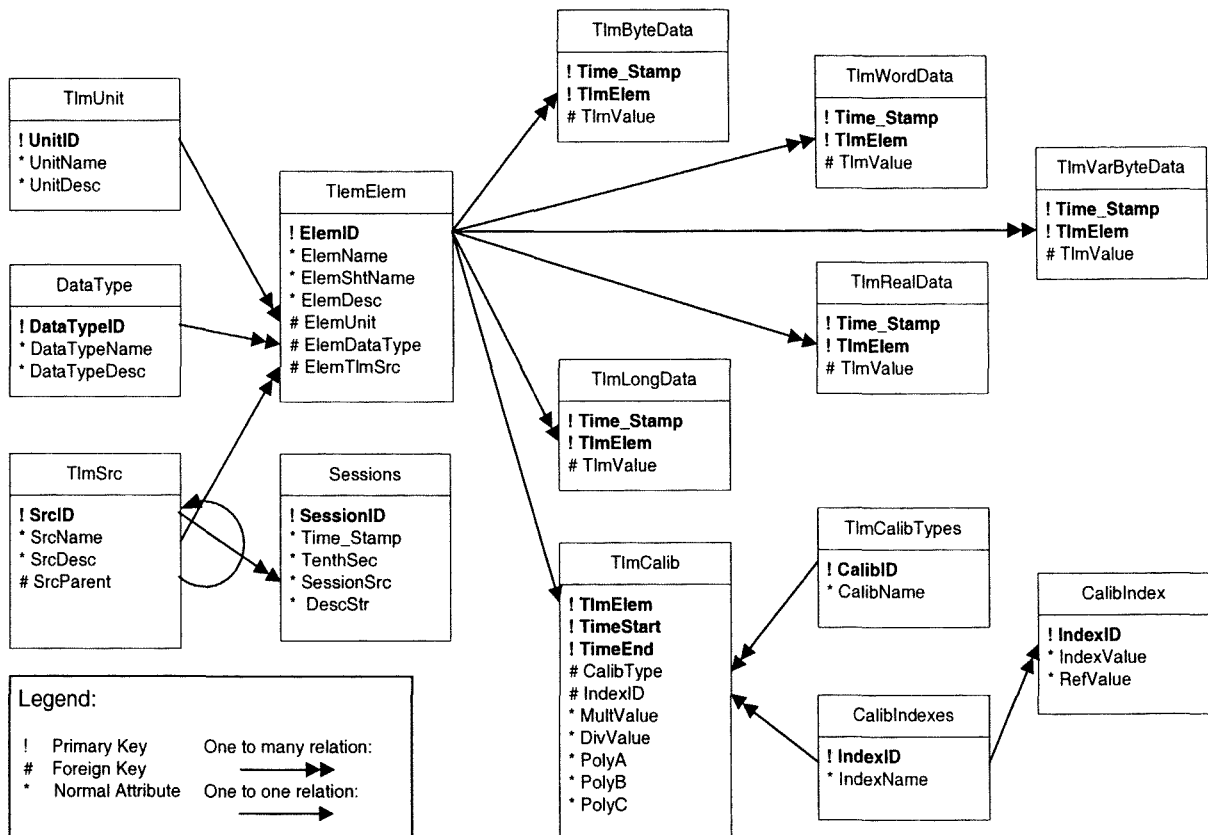 TlmUnit
! UnitID
* UnitName
* UnitDesc
DataType
! DataTypeID
* DataTypeName
* DataTypeDesc
TlmSrc
! SrcID
* SrcName
* SrcDesc
# SrcParent
TlemElem
! ElemID
* ElemName
* ElemShtName
* ElemDesc
# ElemUnit
# ElemDataType
# ElemTlmSrc
Sessions
! SessionID
* Time_Stamp
* TenthSec
* SessionSrc
* DescStr
TlmByteData
! Time_Stamp
! TlmElem
# TlmValue
TlmWordData
! Time_Stamp
! TlmElem
# TlmValue
TlmVarByteData
! Time_Stamp
! TlmElem
# TlmValue
TlmRealData
! Time_Stamp
! TlmElem
# TlmValue
TlmLongData
! Time_Stamp
! TlmElem
# TlmValue
TlmCalib
! TlmElem
! TimeStart
! TimeEnd
# CalibType
# IndexID
* MultValue
* DivValue
* PolyA
* PolyB
* PolyC
TlmCalibTypes
! CalibID
* CalibName
CalibIndexes
! IndexID
* IndexName
CalibIndex
! IndexID
* IndexValue
* RefValue
Legend:
! Primary Key
# Foreign Key
* Normal Attribute
One to many relation:
One to one relation: